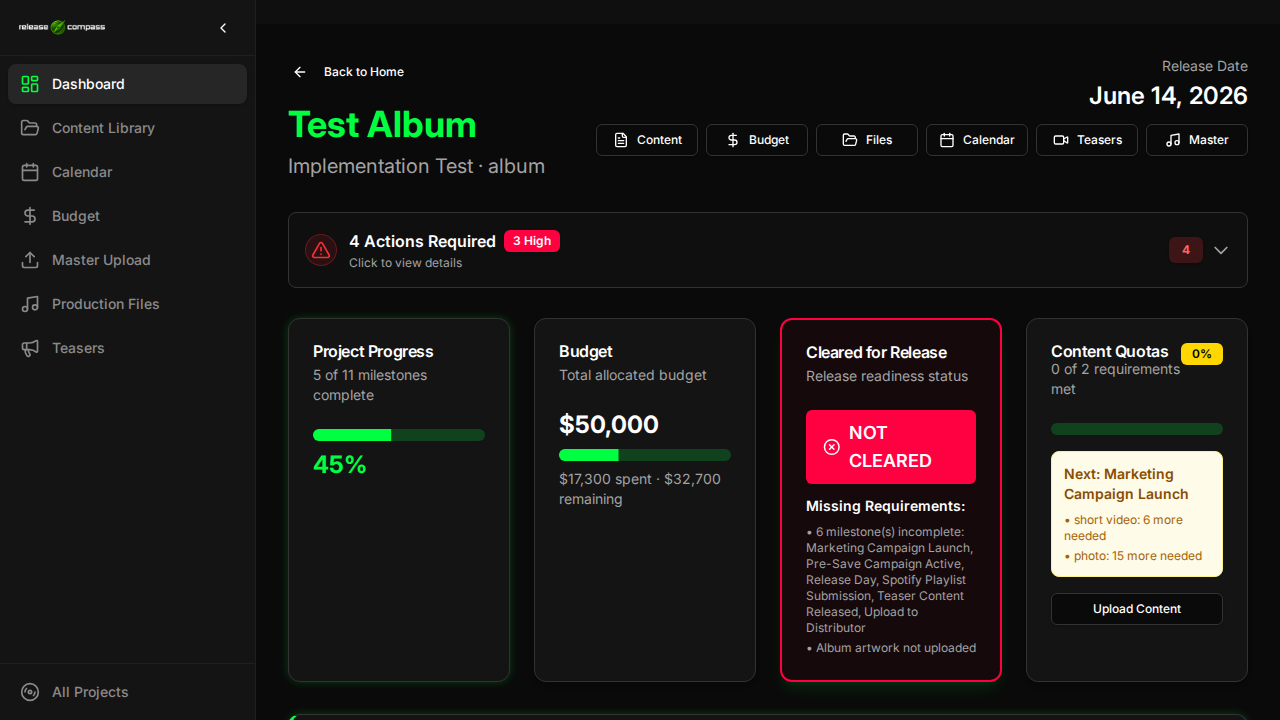 release compass
Dashboard
Content Library
Calendar
Budget
Master Upload
Production Files
Teasers
All Projects
Back to Home
Test Album
Implementation Test · album
Release Date
June 14, 2026
Content
Budget
Files
Calendar
Teasers
Master
4 Actions Required
3 High
Click to view details
4
Project Progress
5 of 11 milestones
complete
45%
Budget
Total allocated budget
$50,000
$17,300 spent · $32,700
remaining
Cleared for Release
Release readiness status
NOT
CLEARED
Missing Requirements:
• 6 milestone(s) incomplete:
Marketing Campaign Launch,
Pre-Save Campaign Active,
Release Day, Spotify Playlist
Submission, Teaser Content
Released, Upload to
Distributor
• Album artwork not uploaded
Content Quotas
0%
0 of 2 requirements
met
Next: Marketing
Campaign Launch
• short video: 6 more
needed
• photo: 15 more needed
Upload Content